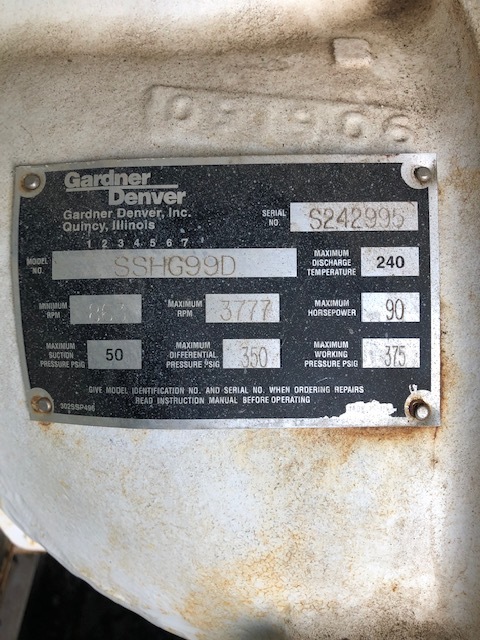 081906
Gardner
Denver
Gardner Denver, Inc.
Quincy, Illinois
SERIAL NO. S242995
1 2 3 4 5 6 7
MODEL NO. SSHG99D
MAXIMUM DISCHARGE TEMPERATURE 240
MINIMUM RPM 863
MAXIMUM RPM 3777
MAXIMUM HORSEPOWER 90
MAXIMUM SUCTION PRESSURE PSIG 50
MAXIMUM DIFFERENTIAL PRESSURE PSIG 350
MAXIMUM WORKING PRESSURE PSIG 375
GIVE MODEL IDENTIFICATION NO. AND SERIAL NO. WHEN ORDERING REPAIRS
READ INSTRUCTION MANUAL BEFORE OPERATING
302SSP496